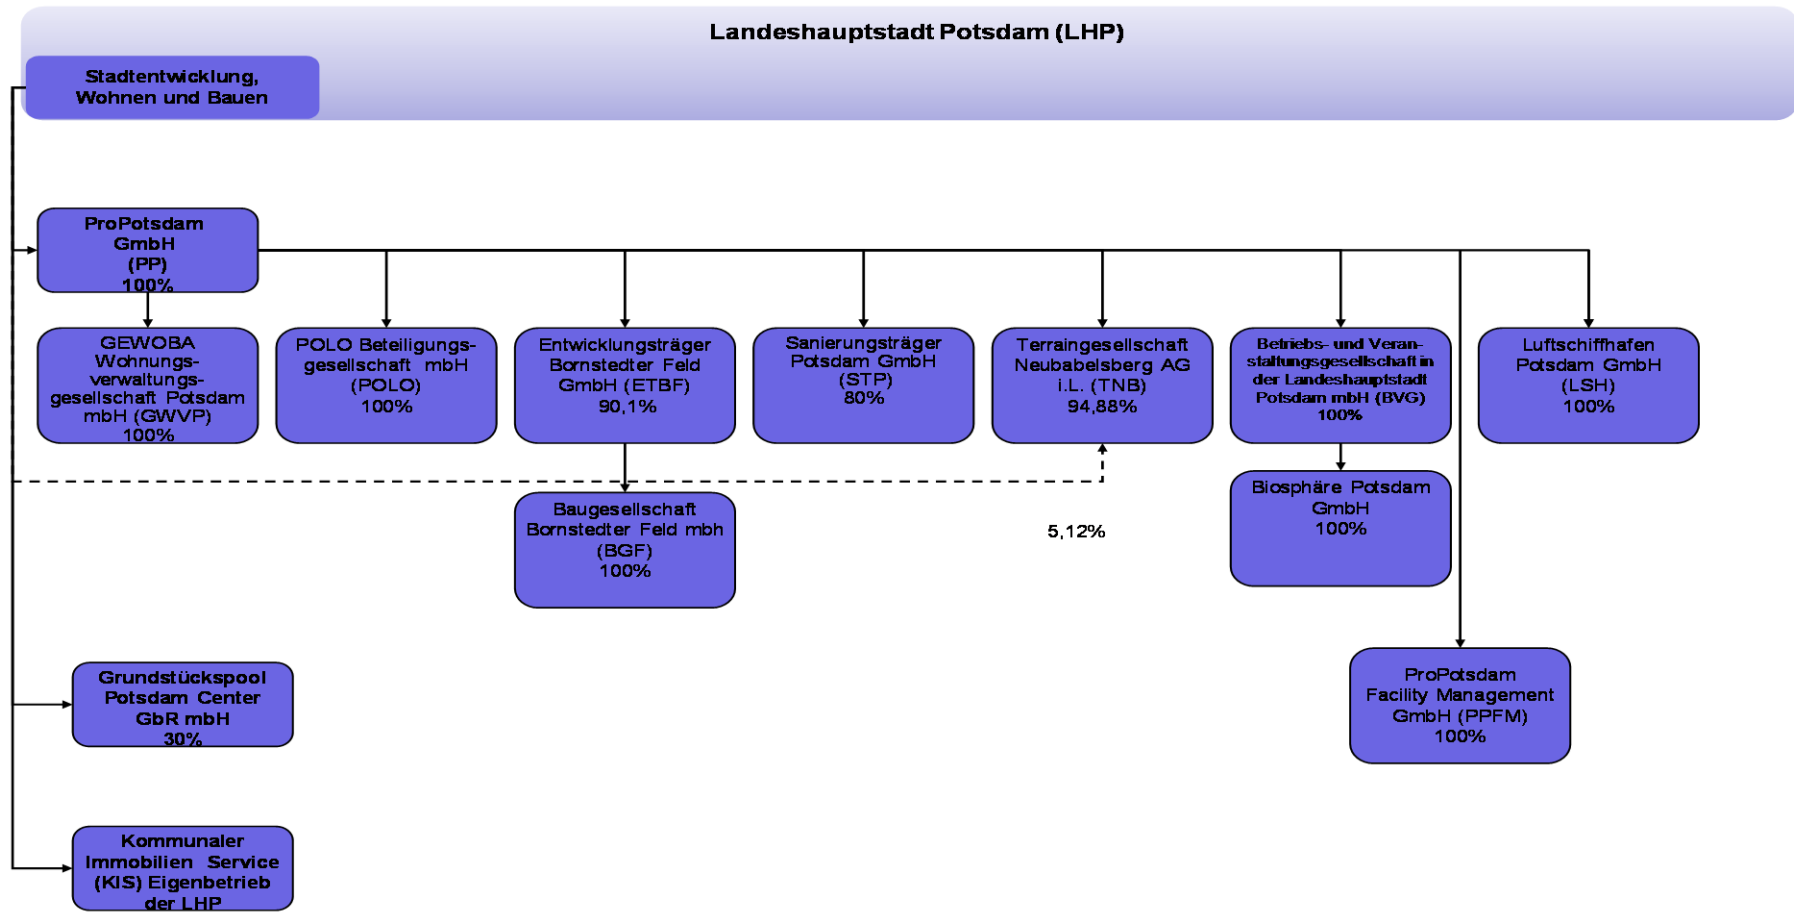 Landeshauptstadt Potsdam (LHP)
Stadtentwicklung,
Wohnen und Bauen
ProPotsdam
GmbH
(PP)
100%
GEWOBA
Wohnungs-
verwaltungs-
gesellschaft Potsdam
mbH (GWVP)
100%
POLO Beteiligungs-
gesellschaft mbH
(POLO)
100%
Entwicklungsträger
Bornstedter Feld
GmbH (ETBF)
90,1%
Sanierungsträger
Potsdam GmbH
(STP)
80%
Terraingesellschaft
Neubabelsberg AG
i.L. (TNB)
94,88%
Betriebs- und Veran-
staltungsgesellschaft in
der Landeshauptstadt
Potsdam mbH (BVG)
100%
Luftschiffhafen
Potsdam GmbH
(LSH)
100%
Baugesellschaft
Bornstedter Feld mbh
(BGF)
100%
5,12%
Biosphäre Potsdam
GmbH
100%
Grundstückspool
Potsdam Center
GbR mbH
30%
ProPotsdam
Facility Management
GmbH (PPFM)
100%
Kommunaler
Immobilien Service
(KIS) Eigenbetrieb
der LHP